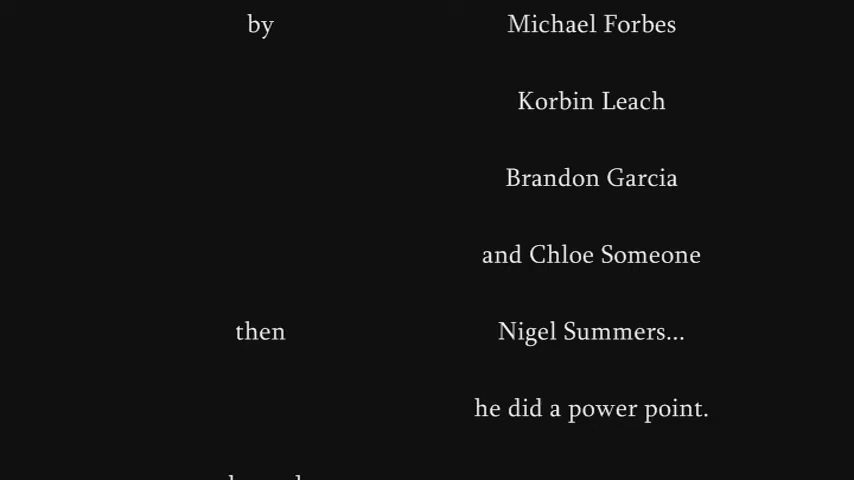 by Michael Forbes
Korbin Leach
Brandon Garcia
and Chloe Someone
then Nigel Summers...
he did a power point.